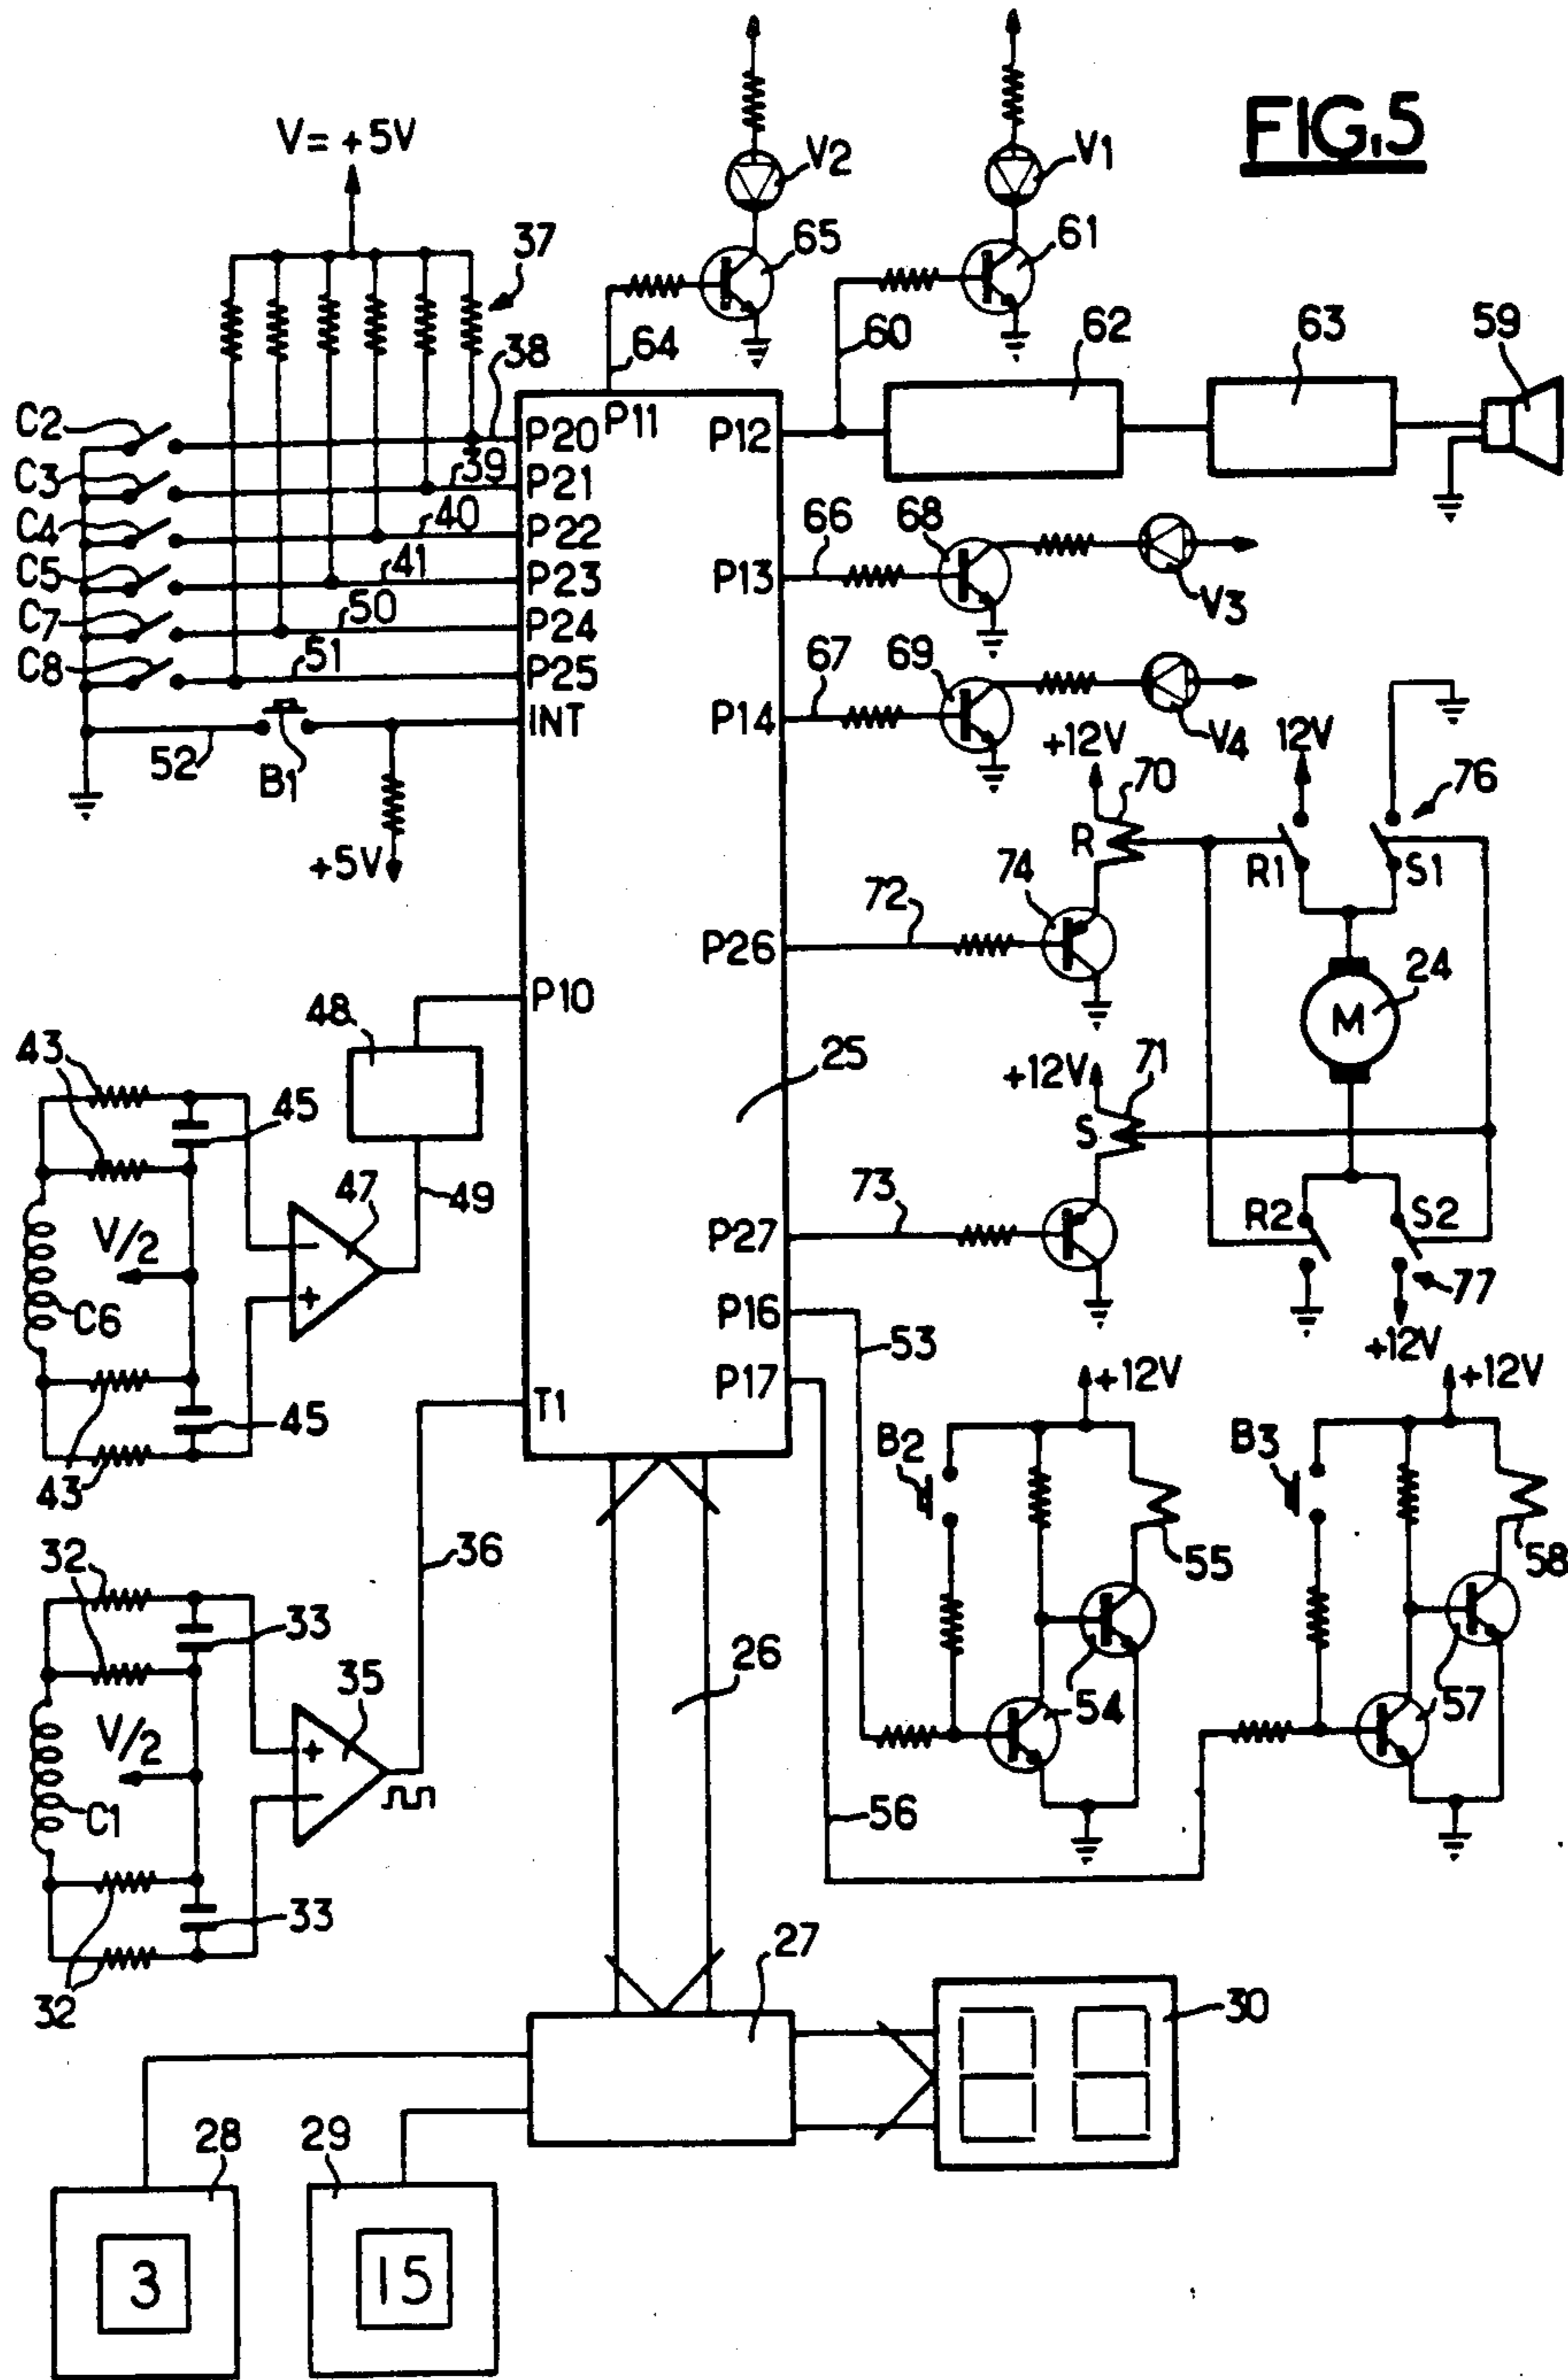 FIG.5
V=+5V
V2
V1
37
65
61
38
64
60
62
63
59
C2
P20
P11
P12
C3
39
P21
C4
40
P22
66
68
C5
41
P23
P13
V3
C7
50
P24
C8
51
P25
67
69
INT
P14
V4
52
B1
+12V
70
12V
76
+5V
R
R1
S1
72
74
P26
24
P10
M
48
43
25
45
+12V
71
S
47
49
73
R2
S2
V/2
P27
−
+
C6
P16
77
53
+12V
P17
+12V
+12V
T1
B2
B3
45
43
36
55
58
32
33
26
35
54
54
57
V/2
+
−
C1
56
33
27
32
30
28
29
3
15